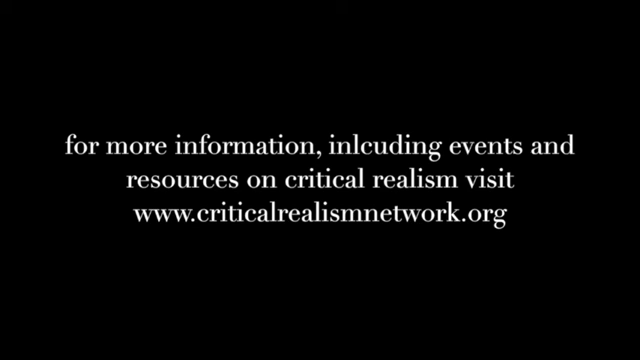 for more information, inlcuding events and
resources on critical realism visit
www.criticalrealismnetwork.org